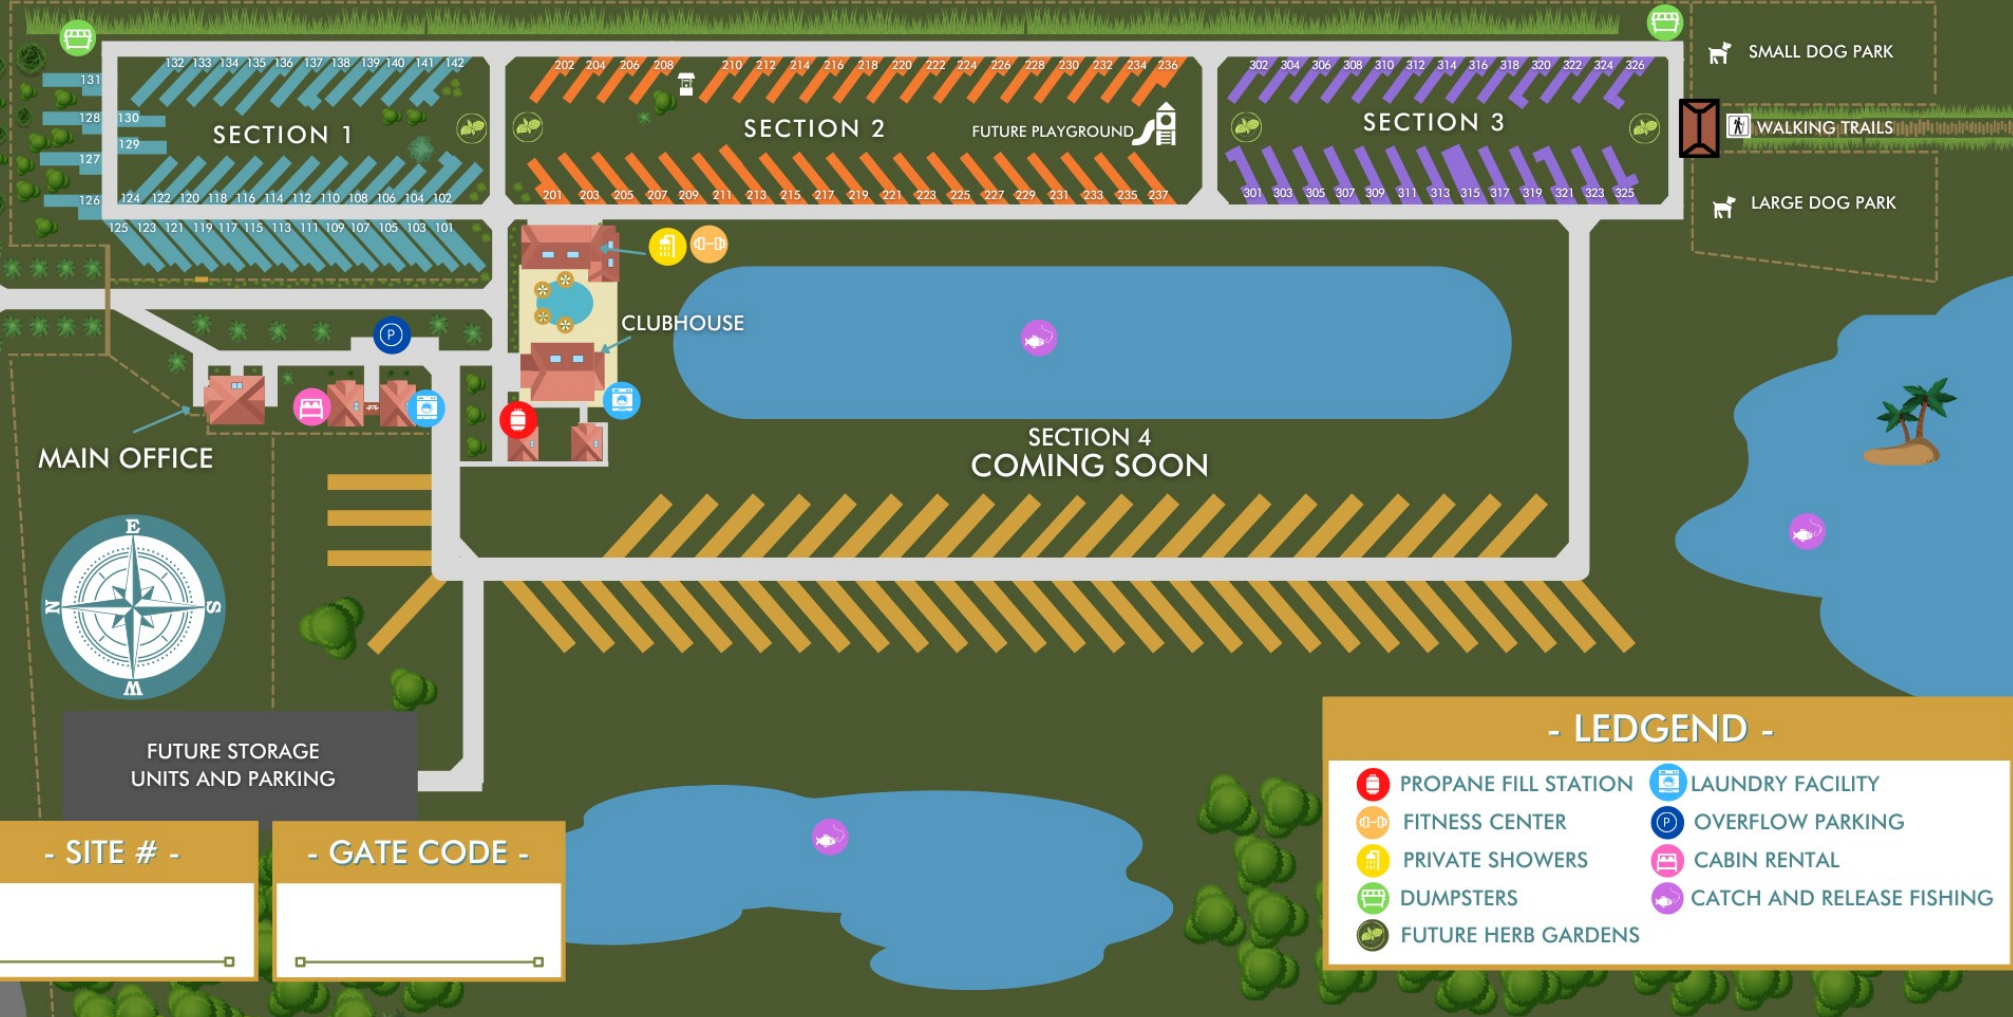 SMALL DOG PARK
132 133 134 135 136 137 138 139 140 141 142
202 204 206 208 210 212 214 216 218 220 222 224 226 228 230 232 234 236
302 304 306 308 310 312 314 316 318 320 322 324 326
131
128 130
129
127
126
SECTION 1
SECTION 2
FUTURE PLAYGROUND
SECTION 3
WALKING TRAILS
124 122 120 118 116 114 112 110 108 106 104 102
201 203 205 207 209 211 213 215 217 219 221 223 225 227 229 231 233 235 237
301 303 305 307 309 311 313 315 317 319 321 323 325
LARGE DOG PARK
125 123 121 119 117 115 113 111 109 107 105 103 101
CLUBHOUSE
P
MAIN OFFICE
SECTION 4
COMING SOON
E
N
S
W
FUTURE STORAGE
UNITS AND PARKING
- SITE # -
- GATE CODE -
- LEDGEND -
PROPANE FILL STATION
FITNESS CENTER
PRIVATE SHOWERS
DUMPSTERS
FUTURE HERB GARDENS
LAUNDRY FACILITY
P OVERFLOW PARKING
CABIN RENTAL
CATCH AND RELEASE FISHING